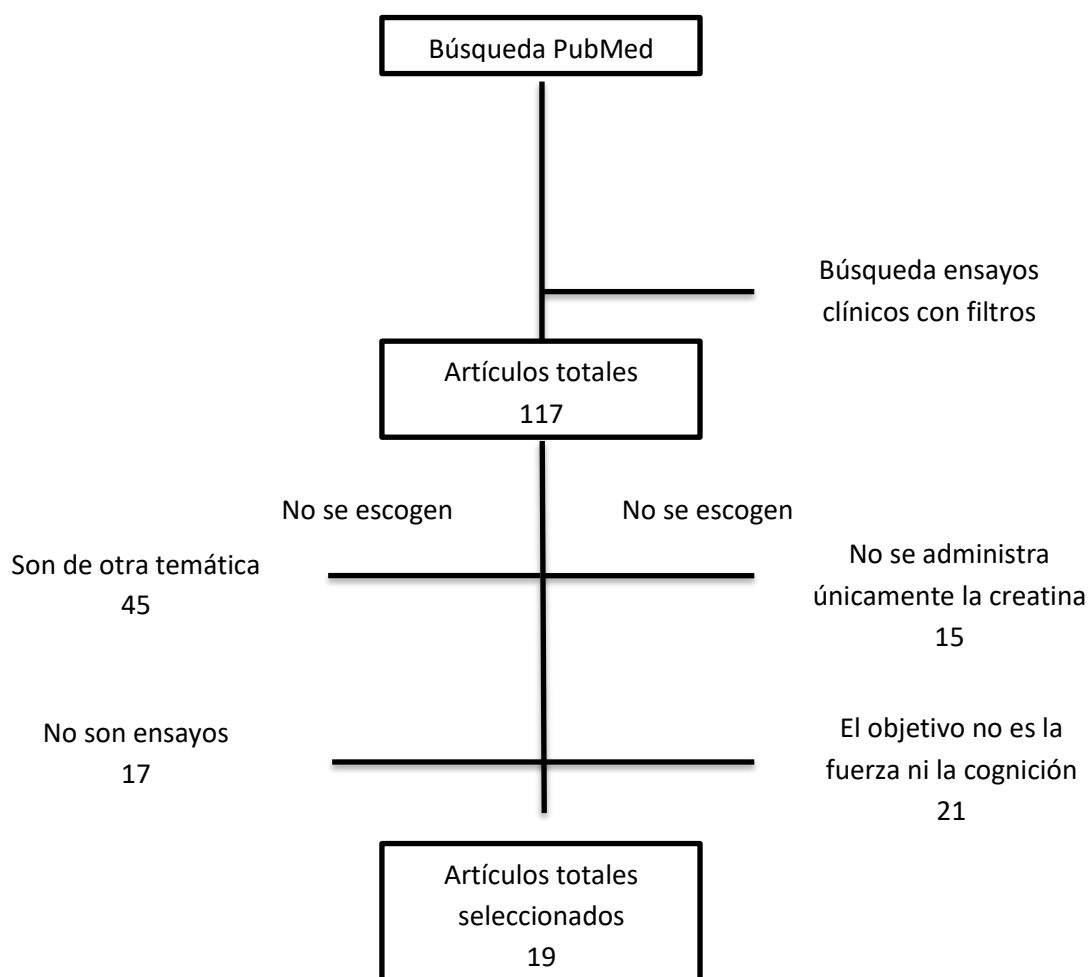 Búsqueda PubMed
Búsqueda ensayos
clínicos con filtros
Artículos totales
117
No se escogen
No se escogen
Son de otra temática
45
No se administra
únicamente la creatina
15
No son ensayos
17
El objetivo no es la
fuerza ni la cognición
21
Artículos totales
seleccionados
19